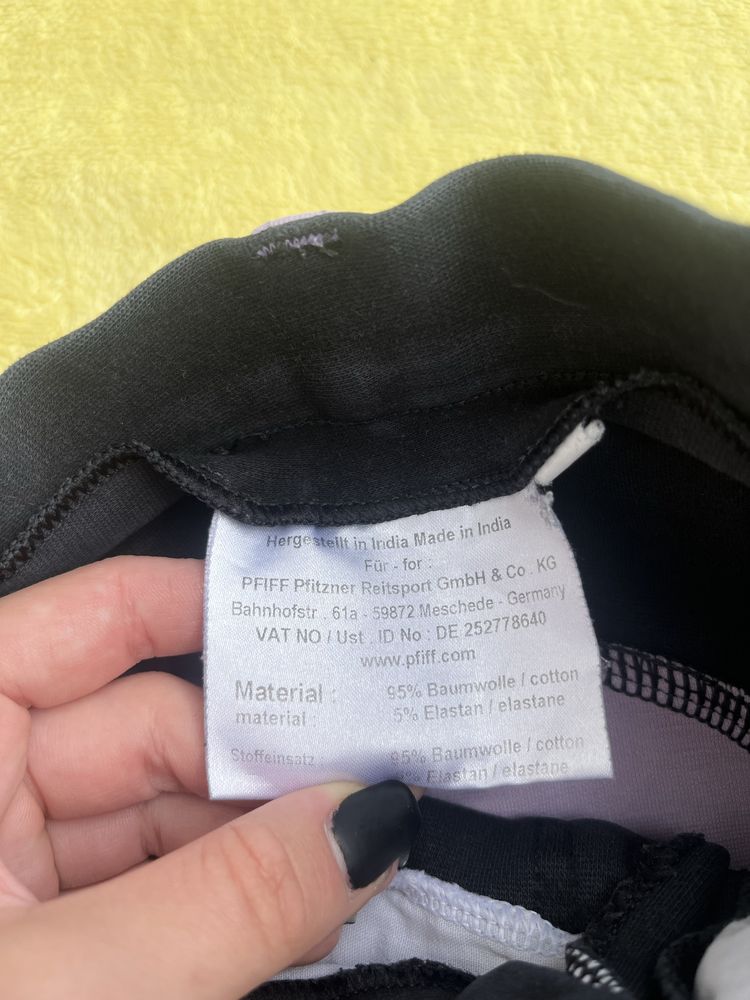 Hergestellt in India Made in India
Für - for :
PFIFF Pfitzner Reitsport GmbH & Co . KG
Bahnhofstr . 61a - 59872 Meschede - Germany
VAT NO / Ust . ID No : DE 252778640
www.pfiff.com
Material : 95% Baumwolle / cotton
material : 5% Elastan / elastane
Stoffeinsatz : 95% Baumwolle / cotton
Elastan / elastane